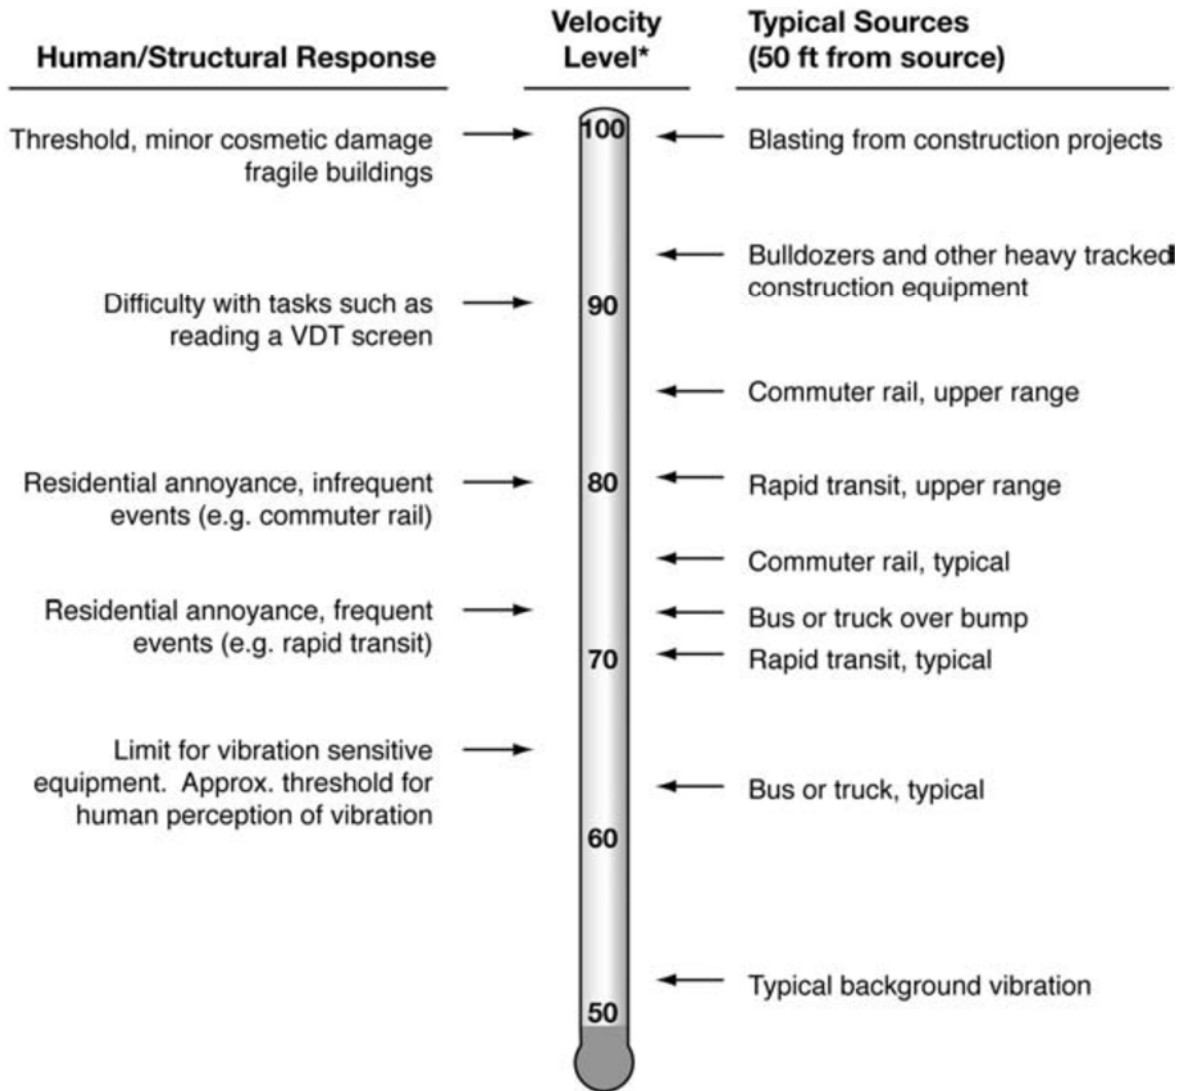 Human/Structural Response
Velocity
Level*
Typical Sources
(50 ft from source)
Threshold, minor cosmetic damage
fragile buildings
100
Blasting from construction projects
Bulldozers and other heavy tracked
construction equipment
Difficulty with tasks such as
reading a VDT screen
90
Commuter rail, upper range
Residential annoyance, infrequent
events (e.g. commuter rail)
80
Rapid transit, upper range
Commuter rail, typical
Residential annoyance, frequent
events (e.g. rapid transit)
Bus or truck over bump
70
Rapid transit, typical
Limit for vibration sensitive
equipment. Approx. threshold for
human perception of vibration
Bus or truck, typical
60
Typical background vibration
50